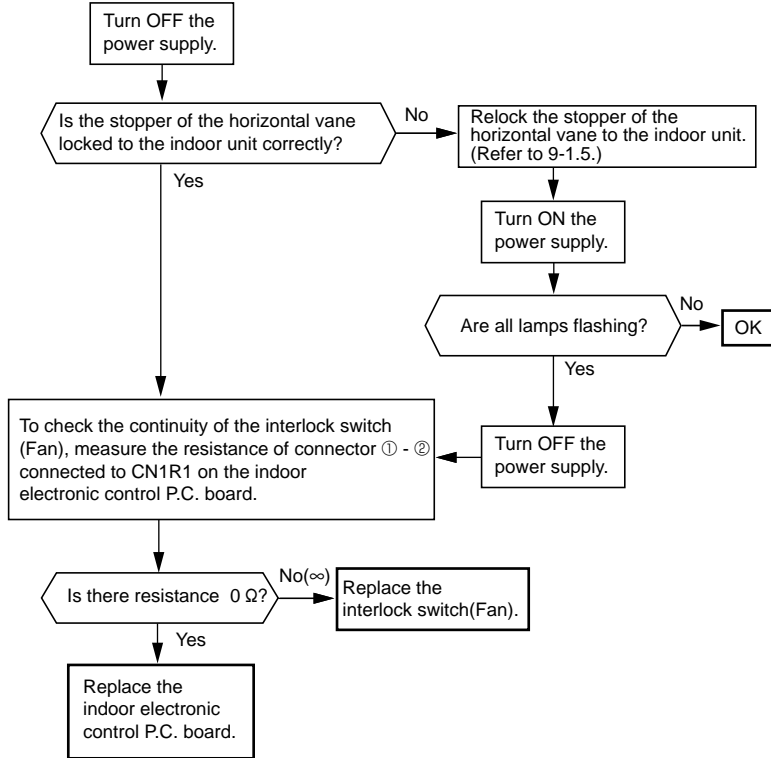 Turn OFF the
power supply.
Is the stopper of the horizontal vane
locked to the indoor unit correctly?
No
Relock the stopper of the
horizontal vane to the indoor unit.
(Refer to 9-1.5.)
Yes
Turn ON the
power supply.
Are all lamps flashing?
No
OK
Yes
To check the continuity of the interlock switch
(Fan), measure the resistance of connector ① - ②
connected to CN1R1 on the indoor
electronic control P.C. board.
Turn OFF the
power supply.
Is there resistance 0 Ω?
No(∞)
Replace the
interlock switch(Fan).
Yes
Replace the
indoor electronic
control P.C. board.